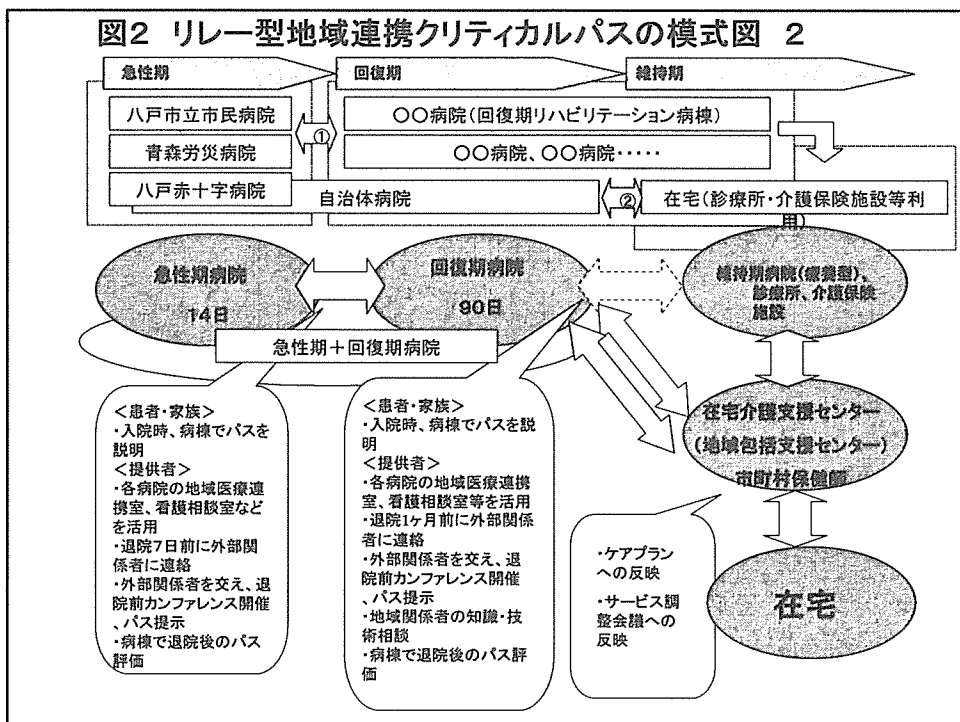 図2 リレー型地域連携クリティカルパスの模式図 2
急性期
回復期
維持期
八戸市立市民病院
青森労災病院
八戸赤十字病院
①
〇〇病院(回復期リハビリテーション病棟)
〇〇病院、〇〇病院‥‥‥
自治体病院
②
在宅(診療所・介護保険施設等利
用)
急性期病院
14日
回復期病院
90日
維持期病院(療養型)、
診療所、介護保険
施設
急性期+回復期病院
<患者・家族>
・入院時、病棟でパスを
説明
<提供者>
・各病院の地域医療連
携室、看護相談室など
を活用
・退院7日前に外部関
係者に連絡
・外部関係者を交え、退
院前カンファレンス開催
、パス提示
・病棟で退院後のパス
評価
<患者・家族>
・入院時、病棟でパスを説
明
<提供者>
・各病院の地域医療連携
室、看護相談室等を活用
・退院1ヶ月前に外部関係
者に連絡
・外部関係者を交え、退院
前カンファレンス開催
、パス提示
・地域関係者の知識・技
術相談
・病棟で退院後のパス評
価
在宅介護支援センター
(地域包括支援センター)
市町村保健師
・ケアプラン
への反映
・サービス調
整会議への
反映
在宅